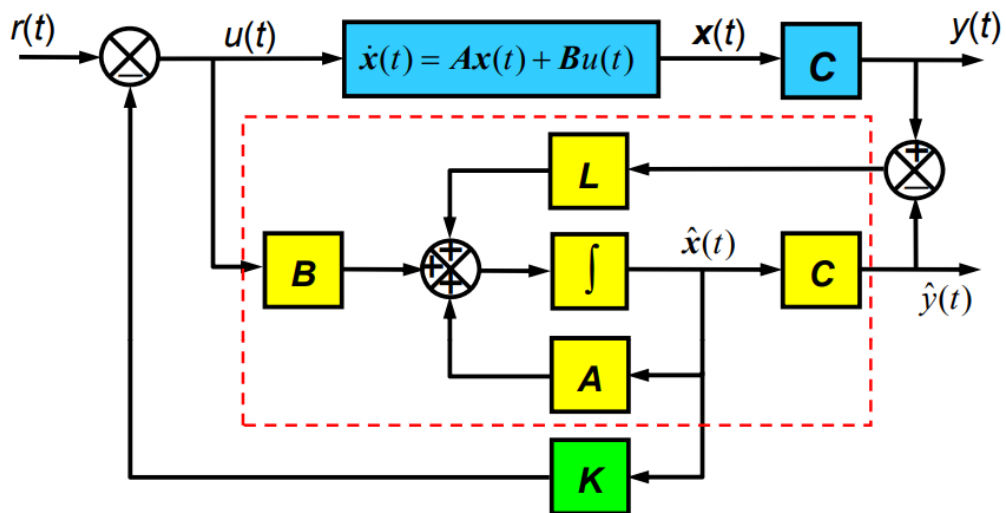 r(t)
u(t)
ẋ(t) = Ax(t) + Bu(t)
x(t)
C
y(t)
−
L
+
−
B
+
+
+
∫
x̂(t)
C
ŷ(t)
A
K